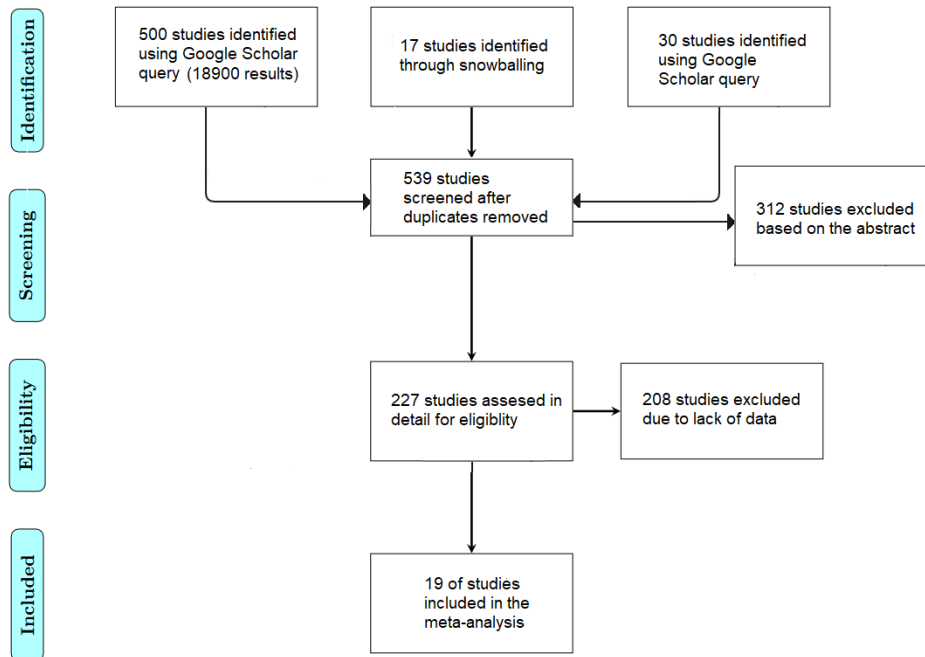 Identification
500 studies identified
using Google Scholar
query (18900 results)
17 studies identified
through snowballing
30 studies identified
using Google
Scholar query
Screening
539 studies
screened after
duplicates removed
312 studies excluded
based on the abstract
Eligibility
227 studies assesed in
detail for eligiblity
208 studies excluded
due to lack of data
Included
19 of studies
included in the
meta-analysis